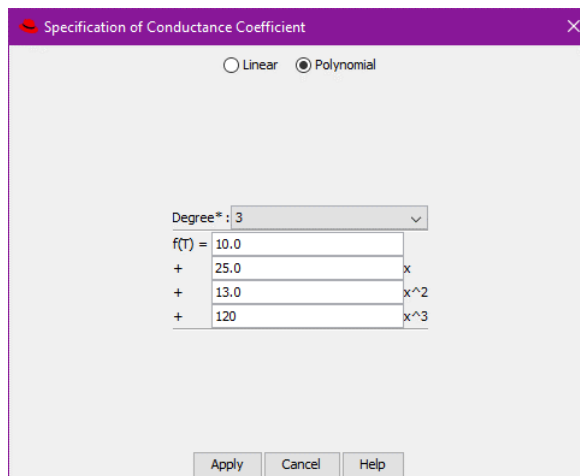 Specification of Conductance Coefficient
Linear Polynomial
Degree* : 3
f(T) = 10.0
+ 25.0 x
+ 13.0 x^2
+ 120 x^3
Apply Cancel Help